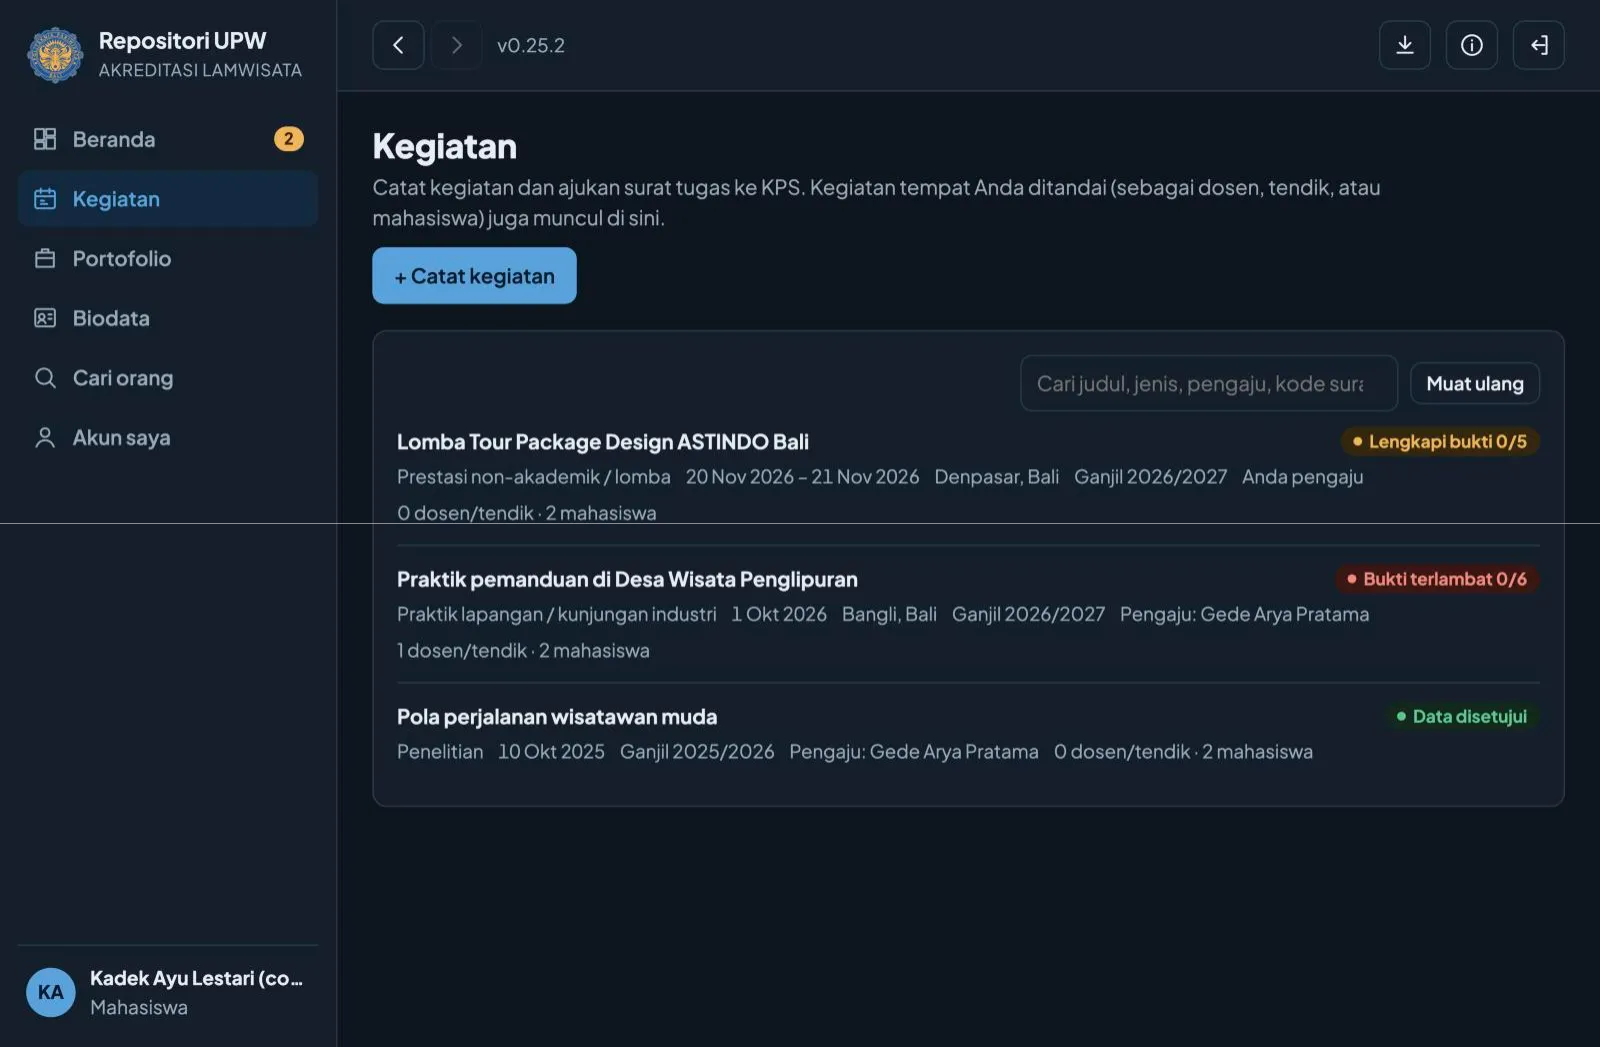 Repositori UPW
AKREDITASI LAMWISATA
Beranda
2
Kegiatan
Portofolio
Biodata
Cari orang
Akun saya
KA
Kadek Ayu Lestari (co...
Mahasiswa
v0.25.2
Kegiatan
Catat kegiatan dan ajukan surat tugas ke KPS. Kegiatan tempat Anda ditandai (sebagai dosen, tendik, atau
mahasiswa) juga muncul di sini.
+ Catat kegiatan
Cari judul, jenis, pengaju, kode sura
Muat ulang
Lomba Tour Package Design ASTINDO Bali
Lengkapi bukti 0/5
Prestasi non-akademik / lomba 20 Nov 2026 – 21 Nov 2026 Denpasar, Bali Ganjil 2026/2027 Anda pengaju
0 dosen/tendik · 2 mahasiswa
Praktik pemanduan di Desa Wisata Penglipuran
Bukti terlambat 0/6
Praktik lapangan / kunjungan industri 1 Okt 2026 Bangli, Bali Ganjil 2026/2027 Pengaju: Gede Arya Pratama
1 dosen/tendik · 2 mahasiswa
Pola perjalanan wisatawan muda
Data disetujui
Penelitian 10 Okt 2025 Ganjil 2025/2026 Pengaju: Gede Arya Pratama 0 dosen/tendik · 2 mahasiswa